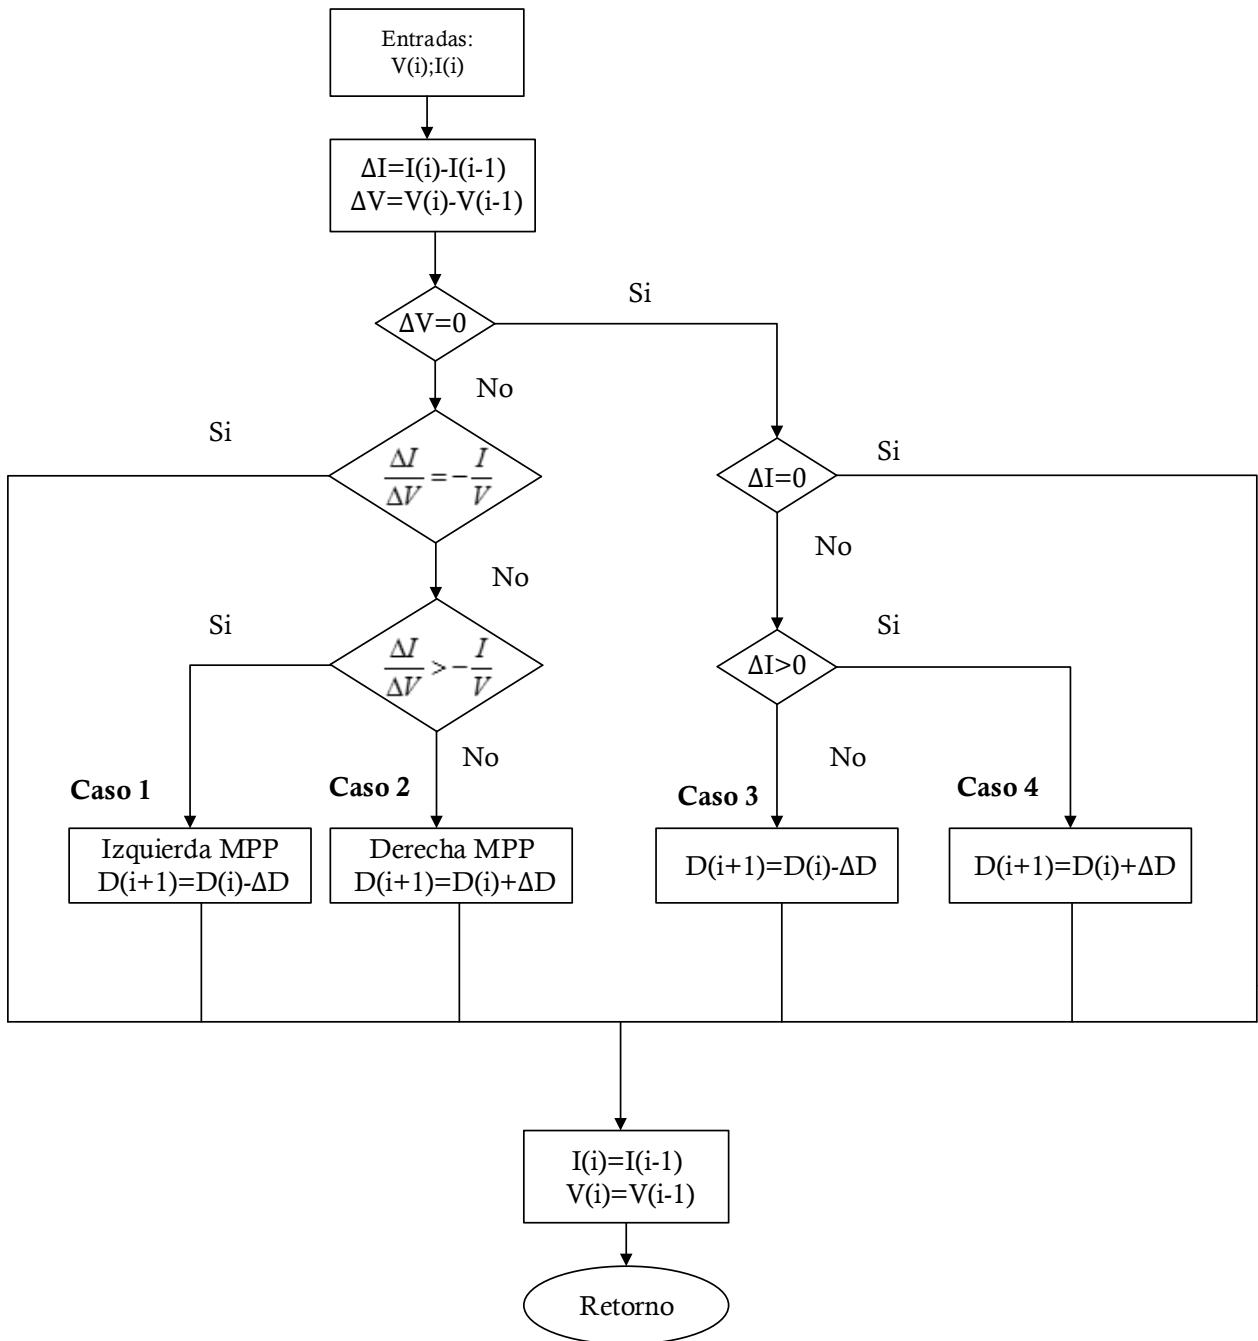 Entradas:
V(i);I(i)
ΔI=I(i)-I(i-1)
ΔV=V(i)-V(i-1)
Si
ΔV=0
No
Si
ΔI/ΔV = -I/V
ΔI=0
Si
No
No
Si
ΔI/ΔV > -I/V
ΔI>0
Si
No
No
Caso 1
Caso 2
Caso 3
Caso 4
Izquierda MPP
D(i+1)=D(i)-ΔD
Derecha MPP
D(i+1)=D(i)+ΔD
D(i+1)=D(i)-ΔD
D(i+1)=D(i)+ΔD
I(i)=I(i-1)
V(i)=V(i-1)
Retorno